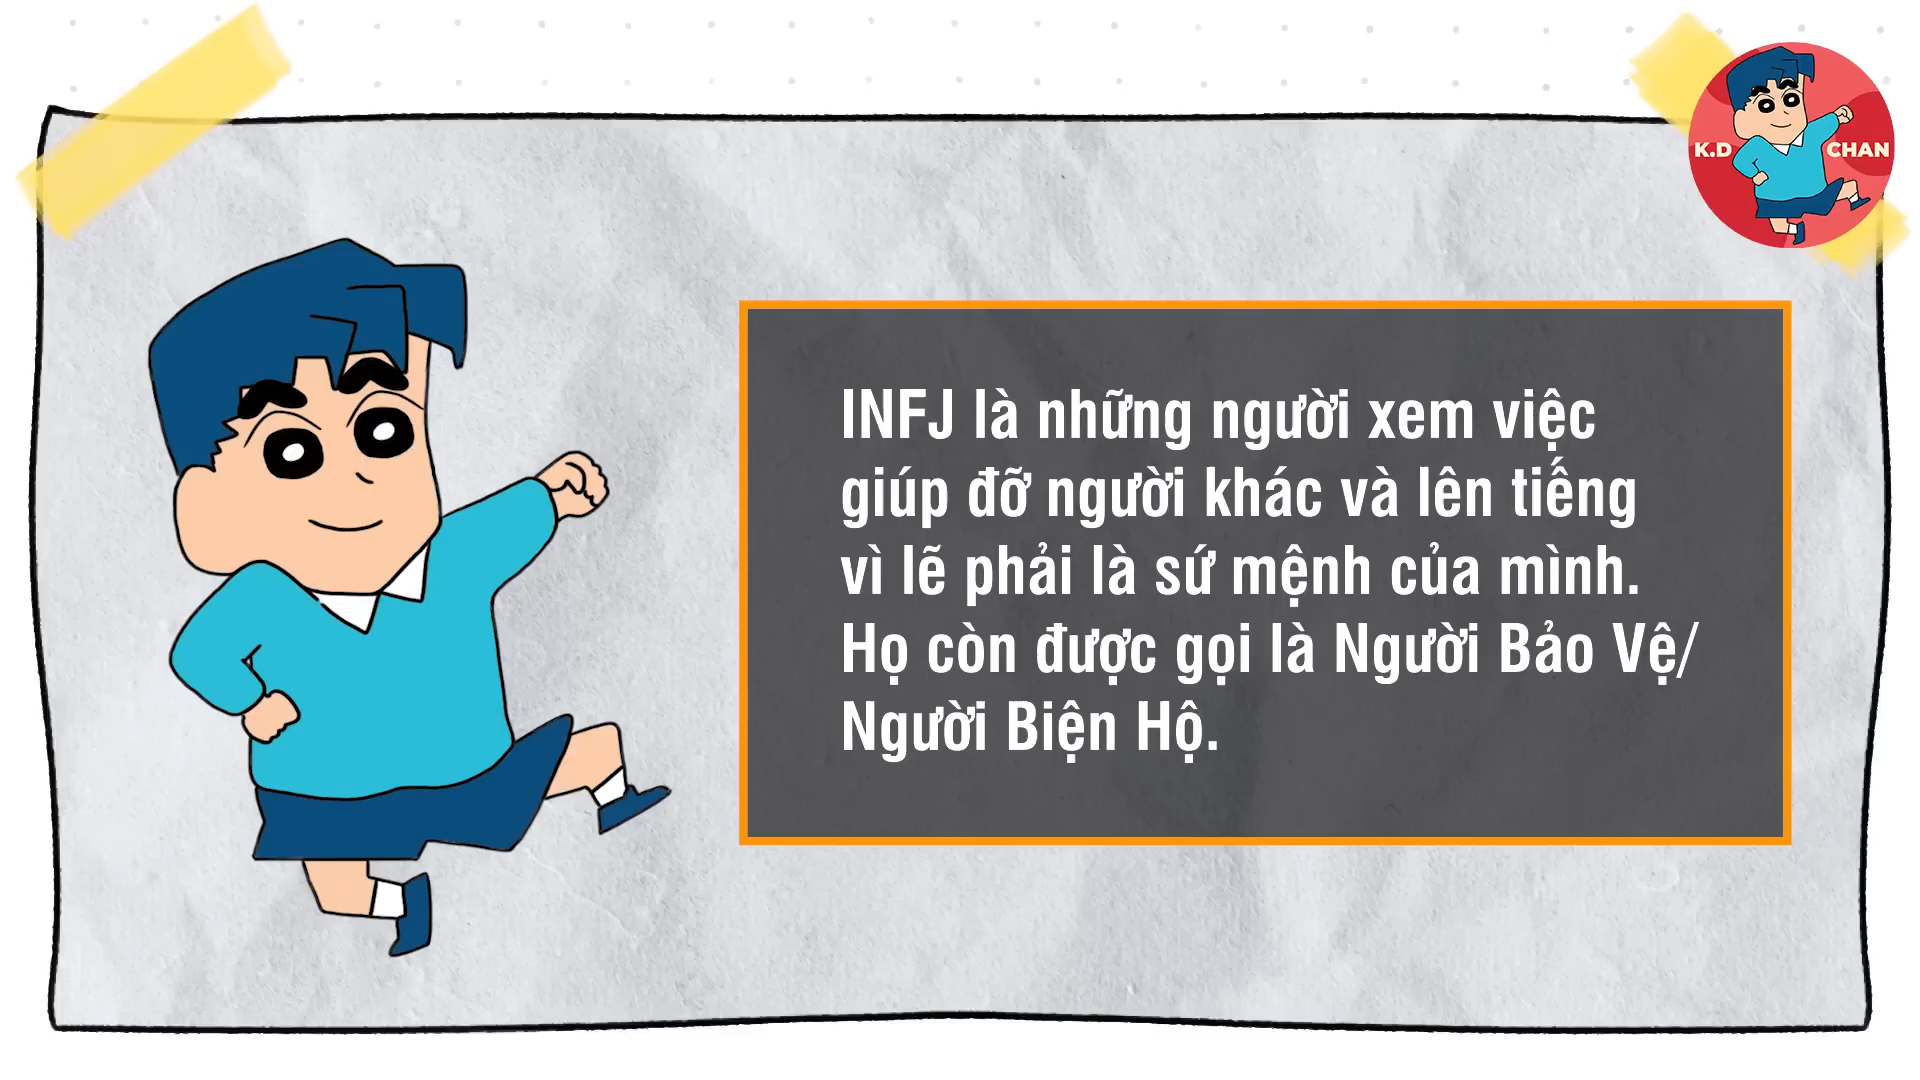 K.D CHAN
INFJ là những người xem việc
giúp đỡ người khác và lên tiếng
vì lẽ phải là sứ mệnh của mình.
Họ còn được gọi là Người Bảo Vệ/
Người Biện Hộ.